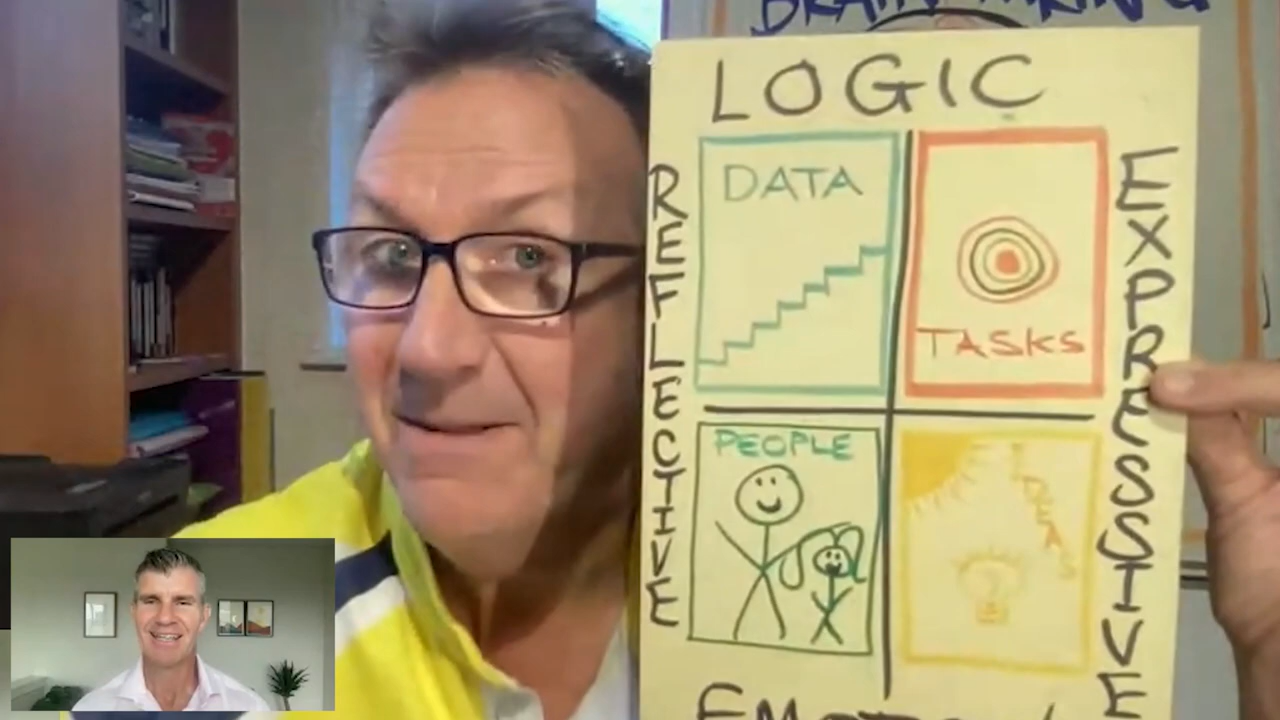 LOGIC
REFLECTIVE
DATA
TASKS
EXPRESSIVE
PEOPLE
IDEAS